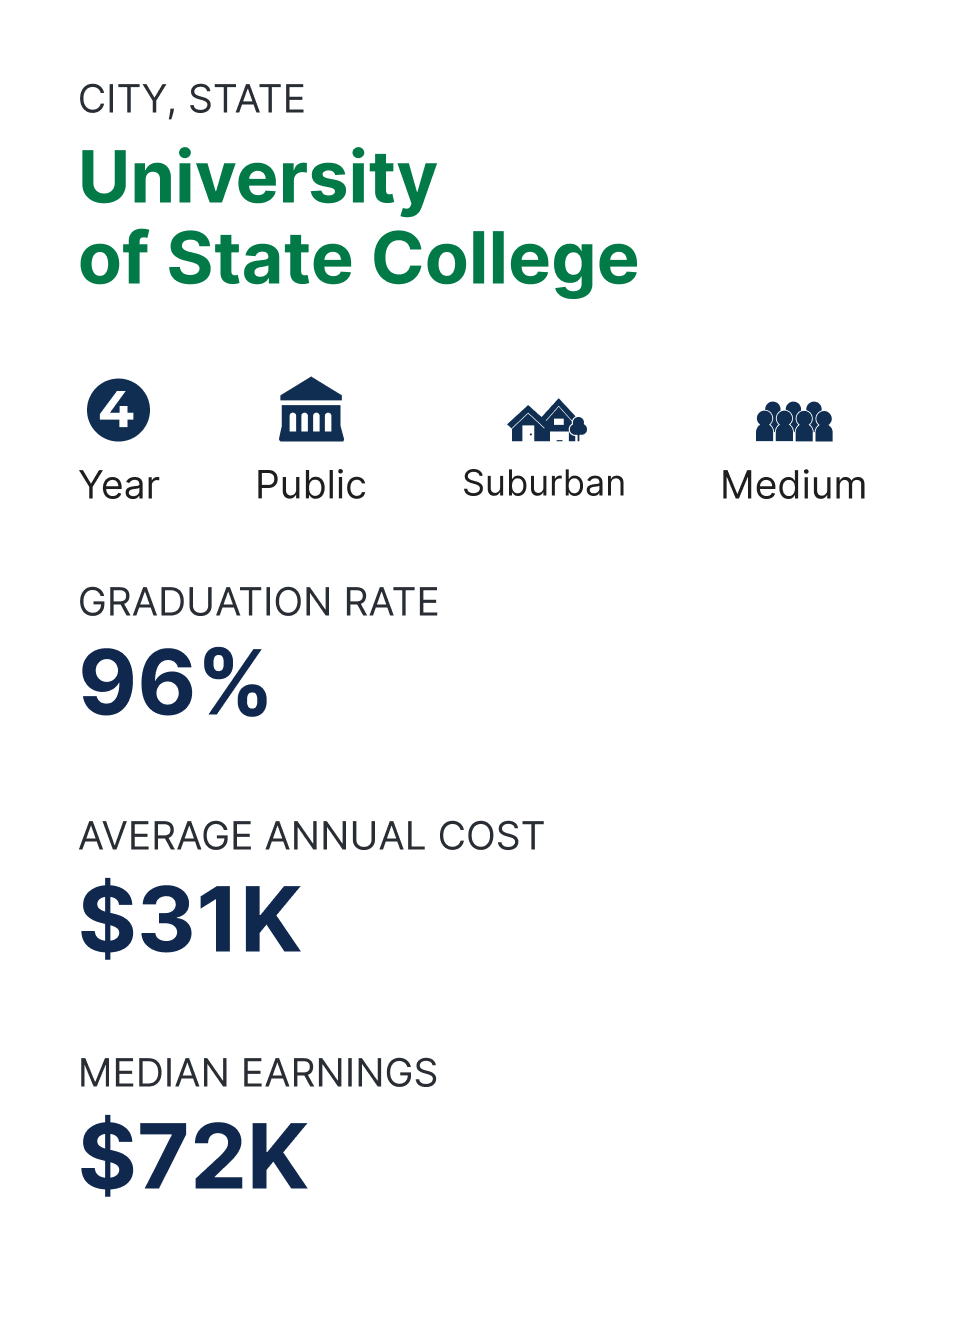 CITY, STATE
University
of State College
4
Year
Public
Suburban
Medium
GRADUATION RATE
96%
AVERAGE ANNUAL COST
$31K
MEDIAN EARNINGS
$72K